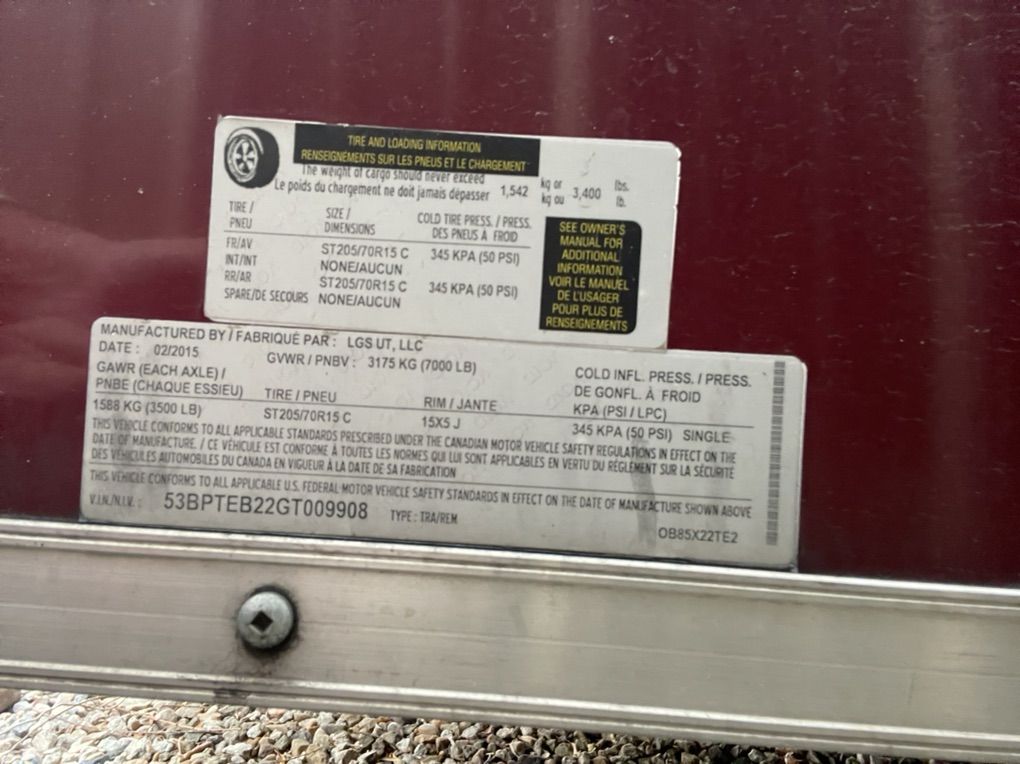 TIRE AND LOADING INFORMATION
RENSEIGNEMENTS SUR LES PNEUS ET LE CHARGEMENT
The weight of cargo should never exceed
Le poids du chargement ne doit jamais dépasser 1,542 kg or kg ou 3,400 lbs. lb.
TIRE / PNEU SIZE / DIMENSIONS COLD TIRE PRESS. / PRESS. DES PNEUS À FROID
FR/AV ST205/70R15 C 345 KPA (50 PSI)
INT/INT NONE/AUCUN
RR/AR ST205/70R15 C 345 KPA (50 PSI)
SPARE/DE SECOURS NONE/AUCUN
SEE OWNER'S
MANUAL FOR
ADDITIONAL
INFORMATION
VOIR LE MANUEL
DE L'USAGER
POUR PLUS DE
RENSEIGNEMENTS
MANUFACTURED BY / FABRIQUÉ PAR : LGS UT, LLC
DATE : 02/2015 GVWR / PNBV : 3175 KG (7000 LB)
GAWR (EACH AXLE) / PNBE (CHAQUE ESSIEU) TIRE / PNEU RIM / JANTE COLD INFL. PRESS. / PRESS. DE GONFL. À FROID KPA (PSI / LPC)
1588 KG (3500 LB) ST205/70R15 C 15X5 J 345 KPA (50 PSI) SINGLE
THIS VEHICLE CONFORMS TO ALL APPLICABLE STANDARDS PRESCRIBED UNDER THE CANADIAN MOTOR VEHICLE SAFETY REGULATIONS IN EFFECT ON THE
DATE OF MANUFACTURE. / CE VÉHICULE EST CONFORME À TOUTES LES NORMES QUI LUI SONT APPLICABLES EN VERTU DU RÉGLEMENT SUR LA SÉCURITÉ
DES VÉHICULES AUTOMOBILES DU CANADA EN VIGUEUR À LA DATE DE SA FABRICATION
THIS VEHICLE CONFORMS TO ALL APPLICABLE U.S. FEDERAL MOTOR VEHICLE SAFETY STANDARDS IN EFFECT ON THE DATE OF MANUFACTURE SHOWN ABOVE
V.I.N./N.I.V. : 53BPTEB22GT009908 TYPE : TRA/REM OB85X22TE2